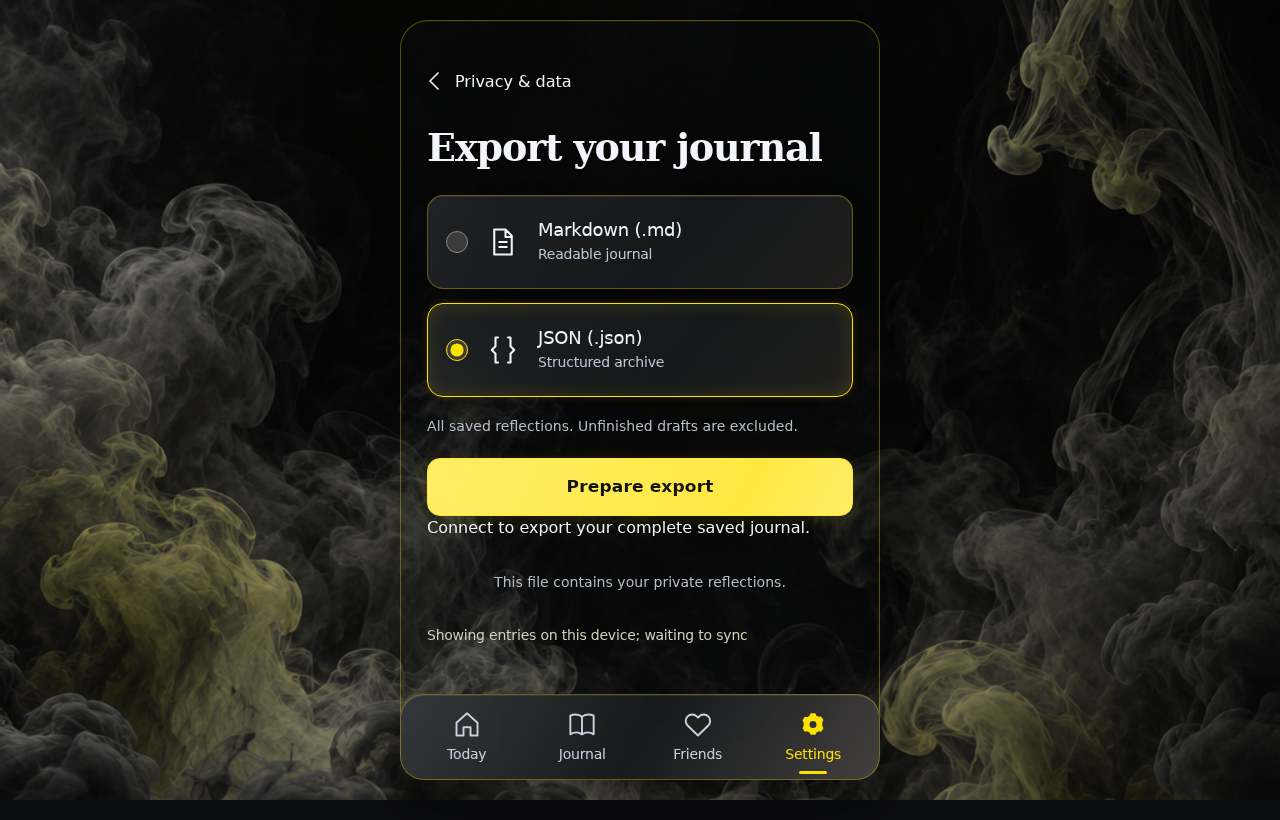 Privacy & data
Export your journal
Markdown (.md)
Readable journal
{ }
JSON (.json)
Structured archive
All saved reflections. Unfinished drafts are excluded.
Prepare export
Connect to export your complete saved journal.
This file contains your private reflections.
Showing entries on this device; waiting to sync
Today
Journal
Friends
Settings